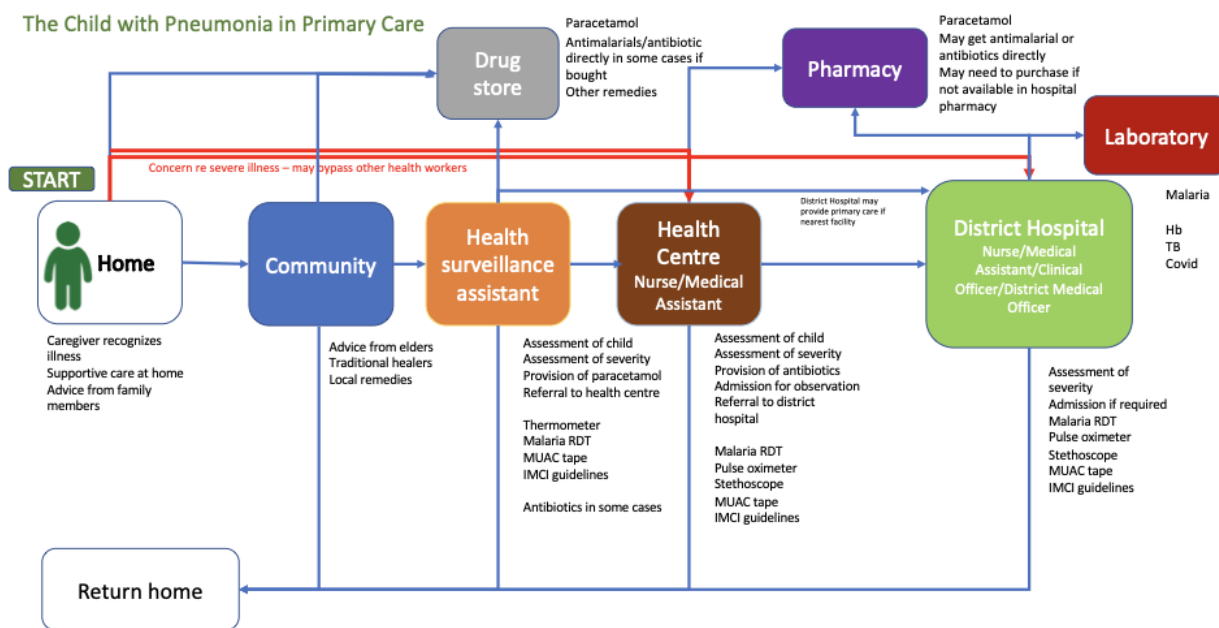 The Child with Pneumonia in Primary Care
Drug
store
Paracetamol
Antimalarials/antibiotic
directly in some cases if
bought
Other remedies
Pharmacy
Paracetamol
May get antimalarial or
antibiotics directly
May need to purchase if
not available in hospital
pharmacy
Laboratory
Malaria
Hb
TB
Covid
START
Concern re severe illness – may bypass other health workers
Home
Caregiver recognizes
illness
Supportive care at home
Advice from family
members
Community
Advice from elders
Traditional healers
Local remedies
Health
surveillance
assistant
Assessment of child
Assessment of severity
Provision of paracetamol
Referral to health centre
Thermometer
Malaria RDT
MUAC tape
IMCI guidelines
Antibiotics in some cases
Health
Centre
Nurse/Medical
Assistant
Assessment of child
Assessment of severity
Provision of antibiotics
Admission for observation
Referral to district
hospital
Malaria RDT
Pulse oximeter
Stethoscope
MUAC tape
IMCI guidelines
District Hospital may
provide primary care if
nearest facility
District Hospital
Nurse/Medical
Assistant/Clinical
Officer/District Medical
Officer
Assessment of
severity
Admission if required
Malaria RDT
Pulse oximeter
Stethoscope
MUAC tape
IMCI guidelines
Return home